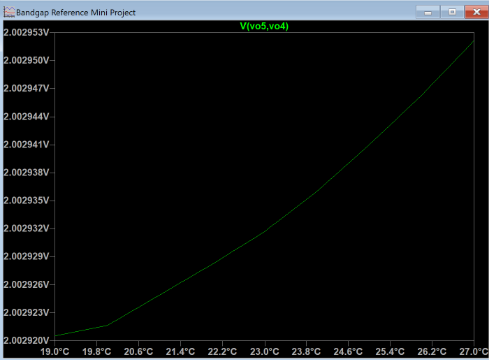 Bandgap Reference Mini Project
V(vo5,vo4)
2.002953V
2.002950V
2.002947V
2.002944V
2.002941V
2.002938V
2.002935V
2.002932V
2.002929V
2.002926V
2.002923V
2.002920V
19.0°C 19.8°C 20.6°C 21.4°C 22.2°C 23.0°C 23.8°C 24.6°C 25.4°C 26.2°C 27.0°C